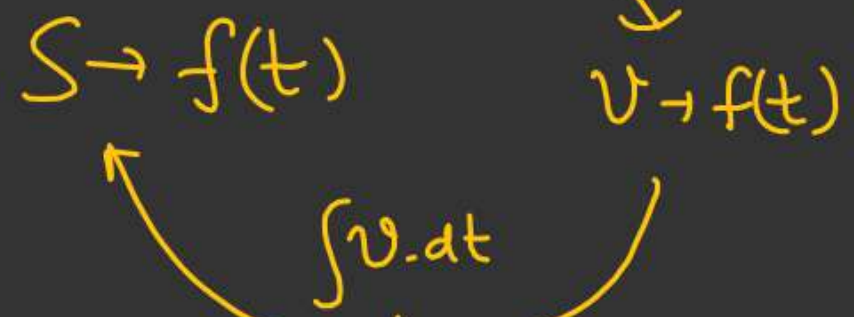 S → f(t)
v → f(t)
∫v.dt